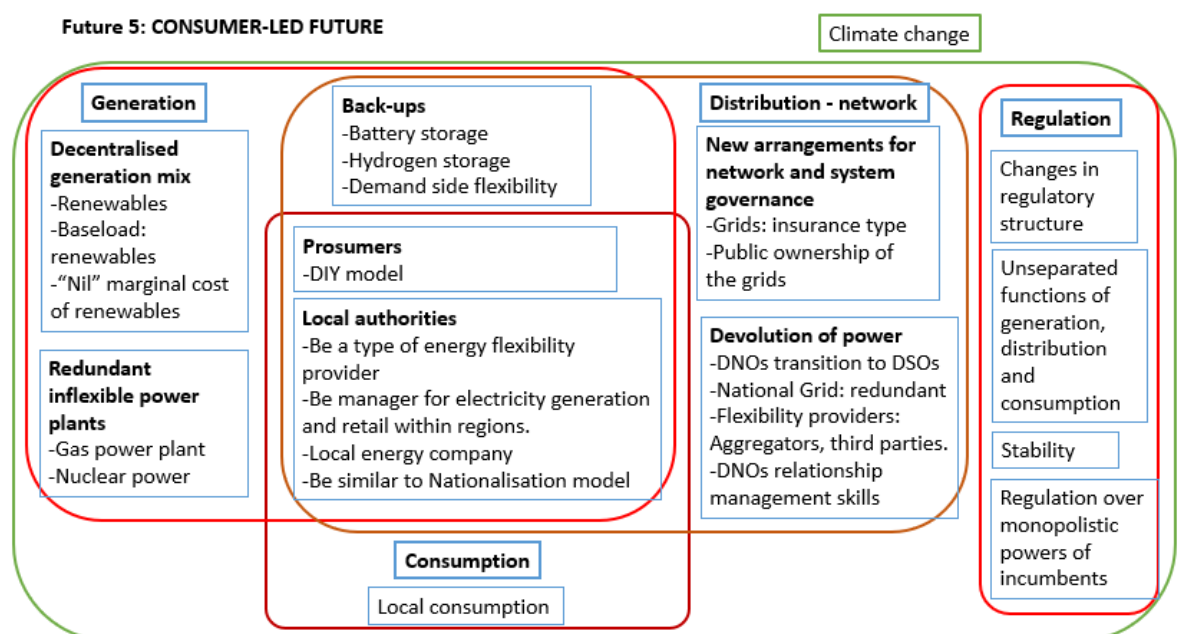 Future 5: CONSUMER-LED FUTURE
Climate change
Generation
Decentralised
generation mix
-Renewables
-Baseload:
renewables
-“Nil” marginal cost
of renewables
Redundant
inflexible power
plants
-Gas power plant
-Nuclear power
Back-ups
-Battery storage
-Hydrogen storage
-Demand side flexibility
Prosumers
-DIY model
Local authorities
-Be a type of energy flexibility
provider
-Be manager for electricity generation
and retail within regions.
-Local energy company
-Be similar to Nationalisation model
Consumption
Local consumption
Distribution - network
New arrangements for
network and system
governance
-Grids: insurance type
-Public ownership of
the grids
Devolution of power
-DNOs transition to DSOs
-National Grid: redundant
-Flexibility providers:
Aggregators, third parties.
-DNOs relationship
management skills
Regulation
Changes in
regulatory
structure
Unseparated
functions of
generation,
distribution
and
consumption
Stability
Regulation over
monopolistic
powers of
incumbents